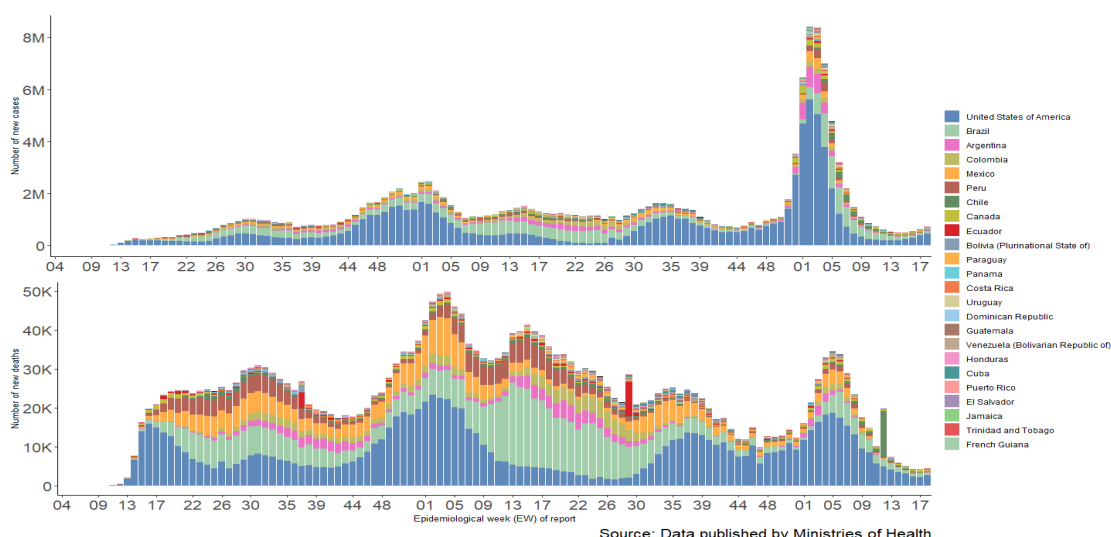 8M
6M
4M
2M
0
Number of new cases
04 09 13 17 22 26 30 35 39 44 48 01 05 09 13 17 22 26 30 35 39 44 48 01 05 09 13 17
50K
40K
30K
20K
10K
0
Number of new deaths
04 09 13 17 22 26 30 35 39 44 48 01 05 09 13 17 22 26 30 35 39 44 48 01 05 09 13 17
Epidemiological week (EW) of report
United States of America
Brazil
Argentina
Colombia
Mexico
Peru
Chile
Canada
Ecuador
Bolivia (Plurinational State of)
Paraguay
Panama
Costa Rica
Uruguay
Dominican Republic
Guatemala
Venezuela (Bolivarian Republic of)
Honduras
Cuba
Puerto Rico
El Salvador
Jamaica
Trinidad and Tobago
French Guiana
Source: Data published by Ministries of Health